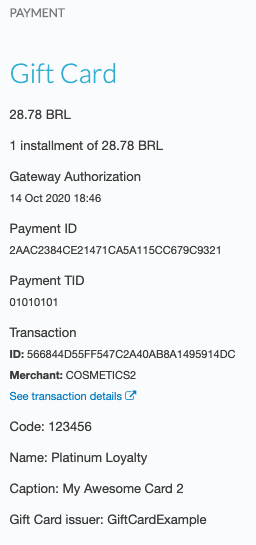 PAYMENT
Gift Card
28.78 BRL
1 installment of 28.78 BRL
Gateway Authorization
14 Oct 2020 18:46
Payment ID
2AAC2384CE21471CA5A115CC679C9321
Payment TID
01010101
Transaction
ID: 566844D55FF547C2A40AB8A1495914DC
Merchant: COSMETICS2
See transaction details
Code: 123456
Name: Platinum Loyalty
Caption: My Awesome Card 2
Gift Card issuer: GiftCardExample